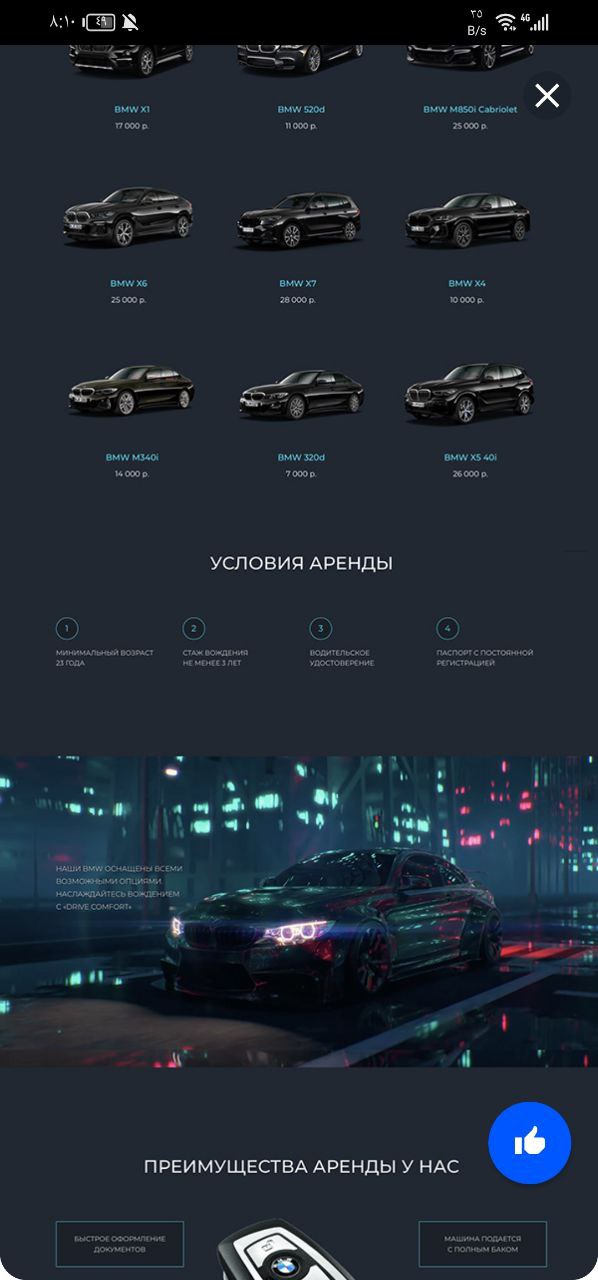 ٨:١٠
٤٩
٣٥
B/s
4G
BMW X1
BMW 520d
BMW M850i Cabriolet
17 000 р.
11 000 р.
25 000 р.
BMW X6
BMW X7
BMW X4
25 000 р.
28 000 р.
10 000 р.
BMW M340i
BMW 320d
BMW X5 40i
14 000 р.
7 000 р.
26 000 р.
УСЛОВИЯ АРЕНДЫ
1
МИНИМАЛЬНЫЙ ВОЗРАСТ
23 ГОДА
2
СТАЖ ВОЖДЕНИЯ
НЕ МЕНЕЕ 3 ЛЕТ
3
ВОДИТЕЛЬСКОЕ
УДОСТОВЕРЕНИЕ
4
ПАСПОРТ С ПОСТОЯННОЙ
РЕГИСТРАЦИЕЙ
НАШИ BMW ОСНАЩЕНЫ ВСЕМИ
ВОЗМОЖНЫМИ ОПЦИЯМИ.
НАСЛАЖДАЙТЕСЬ ВОЖДЕНИЕМ
С «DRIVE COMFORT»
ПРЕИМУЩЕСТВА АРЕНДЫ У НАС
БЫСТРОЕ ОФОРМЛЕНИЕ
ДОКУМЕНТОВ
МАШИНА ПОДАЕТСЯ
С ПОЛНЫМ БАКОМ
BMW